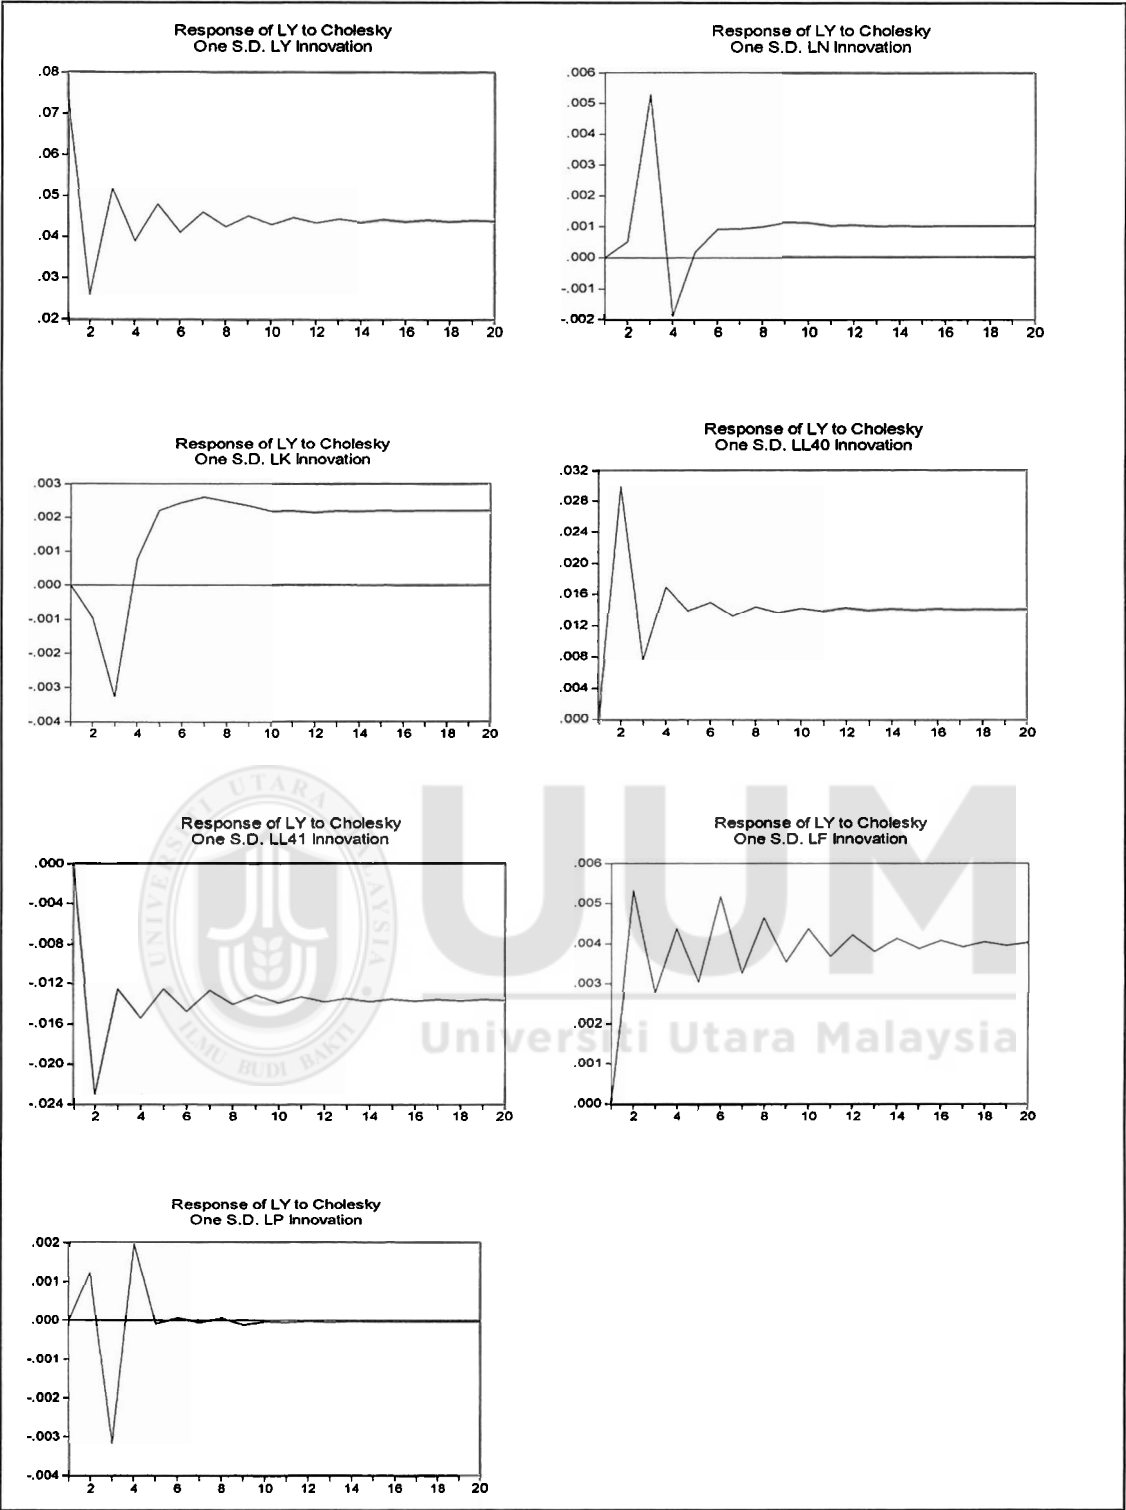 Response of LY to Cholesky
One S.D. LY Innovation
.08
.07
.06
.05
.04
.03
.02
2 4 6 8 10 12 14 16 18 20
Response of LY to Cholesky
One S.D. LN Innovation
.006
.005
.004
.003
.002
.001
.000
-.001
-.002
2 4 6 8 10 12 14 16 18 20
Response of LY to Cholesky
One S.D. LK Innovation
.003
.002
.001
.000
-.001
-.002
-.003
-.004
2 4 6 8 10 12 14 16 18 20
Response of LY to Cholesky
One S.D. LL40 Innovation
.032
.028
.024
.020
.016
.012
.008
.004
.000
2 4 6 8 10 12 14 16 18 20
Response of LY to Cholesky
One S.D. LL41 Innovation
.000
-.004
-.008
-.012
-.016
-.020
-.024
2 4 6 8 10 12 14 16 18 20
Response of LY to Cholesky
One S.D. LF Innovation
.006
.005
.004
.003
.002
.001
.000
2 4 6 8 10 12 14 16 18 20
UNIVERSITI UTARA MALAYSIA
ILMU BUDI BAKTI
UUM
Universiti Utara Malaysia
Response of LY to Cholesky
One S.D. LP Innovation
.002
.001
.000
-.001
-.002
-.003
-.004
2 4 6 8 10 12 14 16 18 20